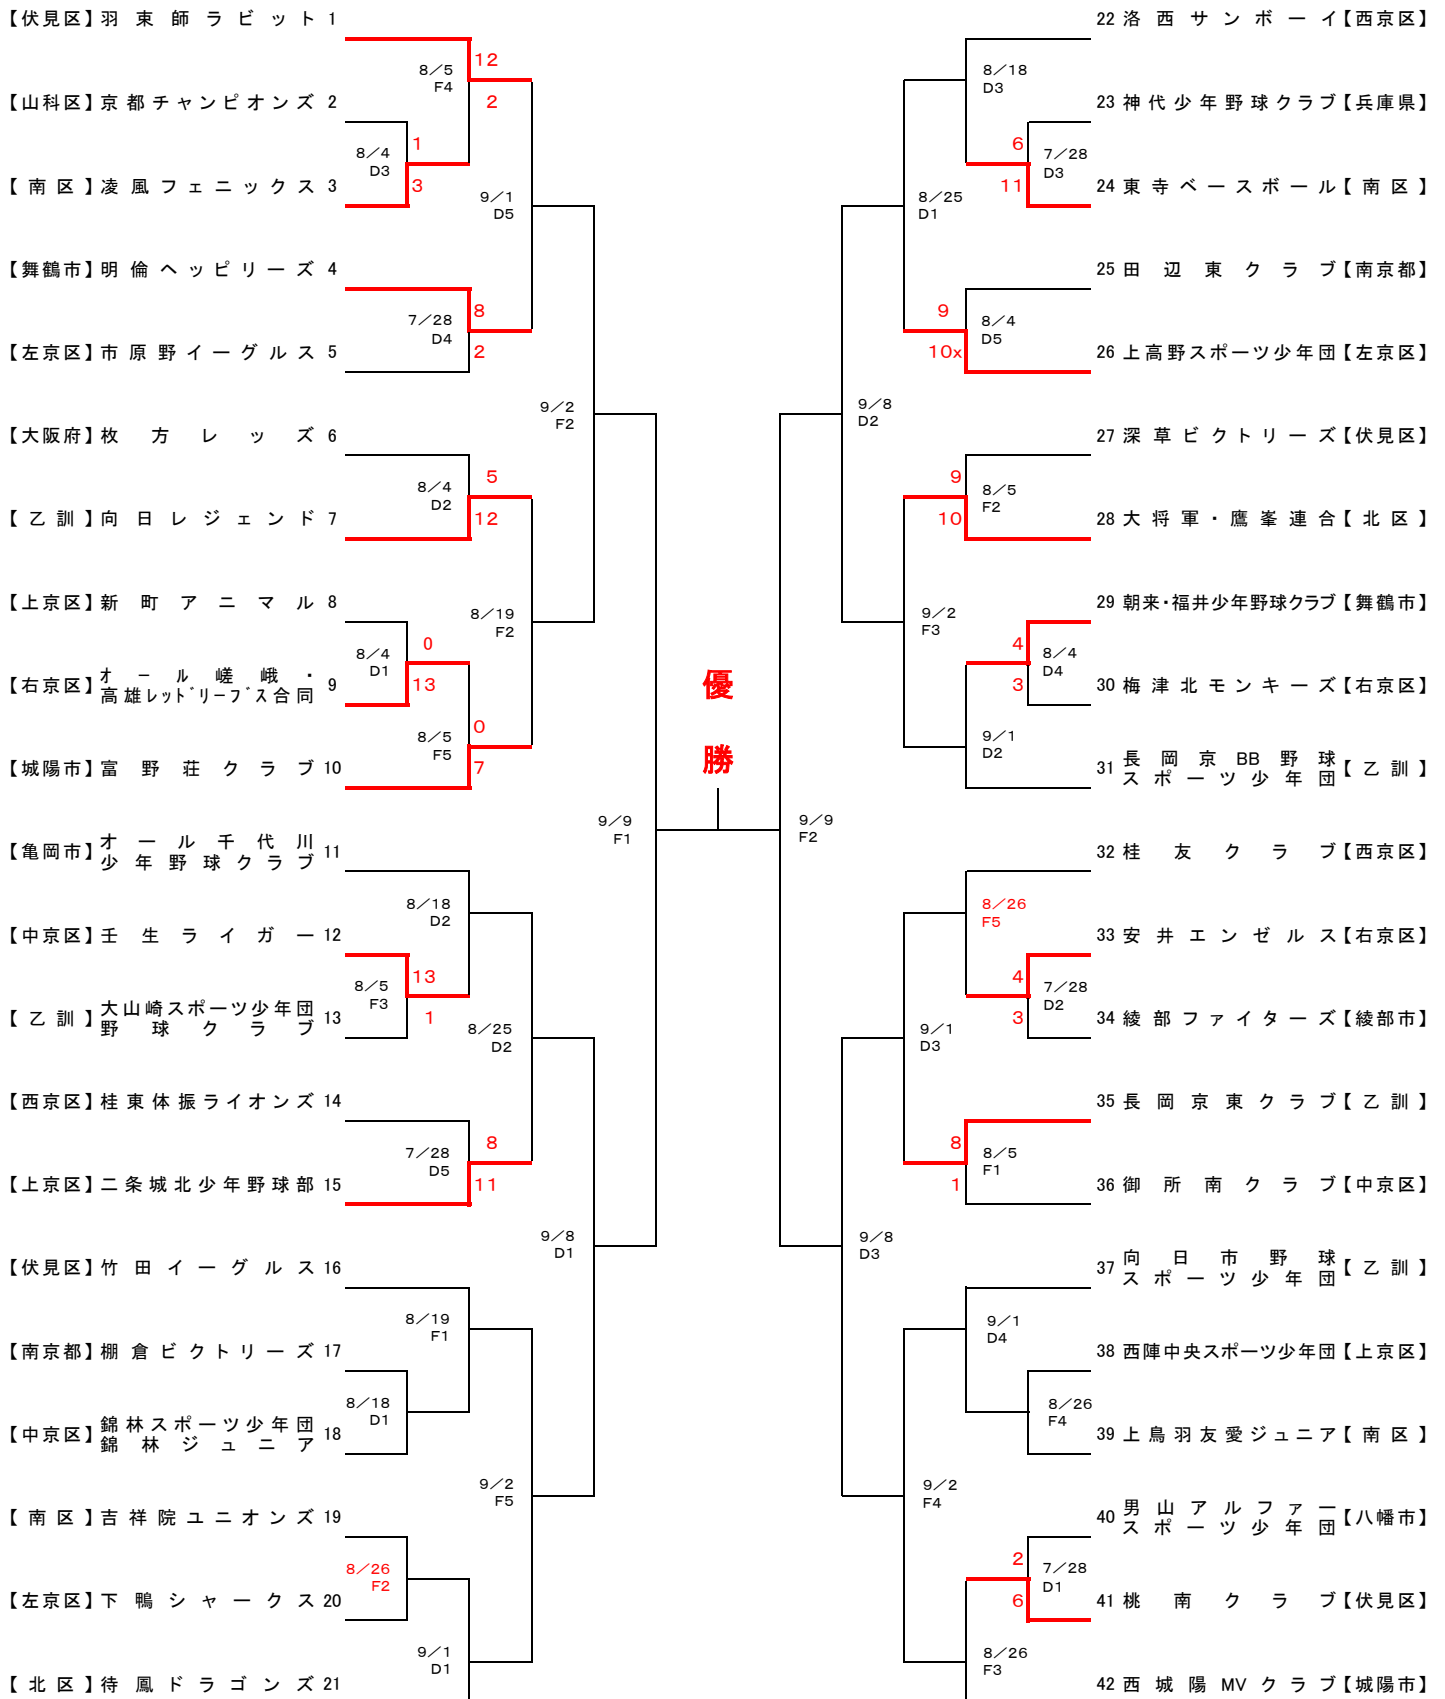 【伏見区】羽束師ラビット 1
12
8/5
F4
【山科区】京都チャンピオンズ 2
2
1
8/4
D3
【南区】凌風フェニックス 3
3
9/1
D5
【舞鶴市】明倫ヘッピリーズ 4
8
7/28
D4
【左京区】市原野イーグルス 5
2
9/2
F2
【大阪府】枚方レッズ 6
5
8/4
D2
【乙訓】向日レジェンド 7
12
【上京区】新町アニマル 8
8/19
F2
0
8/4
D1
【右京区】オール嵯峨・
高雄レッドリーブス合同 9
13
0
8/5
F5
【城陽市】富野荘クラブ 10
7
9/9
F1
【亀岡市】オール千代川
少年野球クラブ 11
8/18
D2
【中京区】壬生ライガー 12
13
8/5
F3
【乙訓】大山崎スポーツ少年団
野球クラブ 13
1
8/25
D2
【西京区】桂東体振ライオンズ 14
8
7/28
D5
【上京区】二条城北少年野球部 15
11
9/8
D1
【伏見区】竹田イーグルス 16
8/19
F1
【南京都】棚倉ビクトリーズ 17
8/18
D1
【中京区】錦林スポーツ少年団
錦林ジュニア 18
9/2
F5
【南区】吉祥院ユニオンズ 19
8/26
F2
【左京区】下鴨シャークス 20
9/1
D1
【北区】待鳳ドラゴンズ 21
優
勝
22 洛西サンボーイ【西京区】
8/18
D3
23 神代少年野球クラブ【兵庫県】
6
7/28
D3
11
24 東寺ベースボール【南区】
8/25
D1
25 田辺東クラブ【南京都】
9
8/4
D5
10x
26 上高野スポーツ少年団【左京区】
9/8
D2
27 深草ビクトリーズ【伏見区】
9
8/5
F2
10
28 大将軍・鷹峯連合【北区】
29 朝来・福井少年野球クラブ【舞鶴市】
9/2
F3
4
8/4
D4
3
30 梅津北モンキーズ【右京区】
9/1
D2
31 長岡京BB野球
スポーツ少年団【乙訓】
9/9
F2
32 桂友クラブ【西京区】
8/26
F5
33 安井エンゼルス【右京区】
4
7/28
D2
3
34 綾部ファイターズ【綾部市】
9/1
D3
35 長岡京東クラブ【乙訓】
8
8/5
F1
1
36 御所南クラブ【中京区】
9/8
D3
37 向日市野球
スポーツ少年団【乙訓】
9/1
D4
38 西陣中央スポーツ少年団【上京区】
8/26
F4
39 上鳥羽友愛ジュニア【南区】
9/2
F4
40 男山アルファー
スポーツ少年団【八幡市】
2
7/28
D1
6
41 桃南クラブ【伏見区】
8/26
F3
42 西城陽MVクラブ【城陽市】